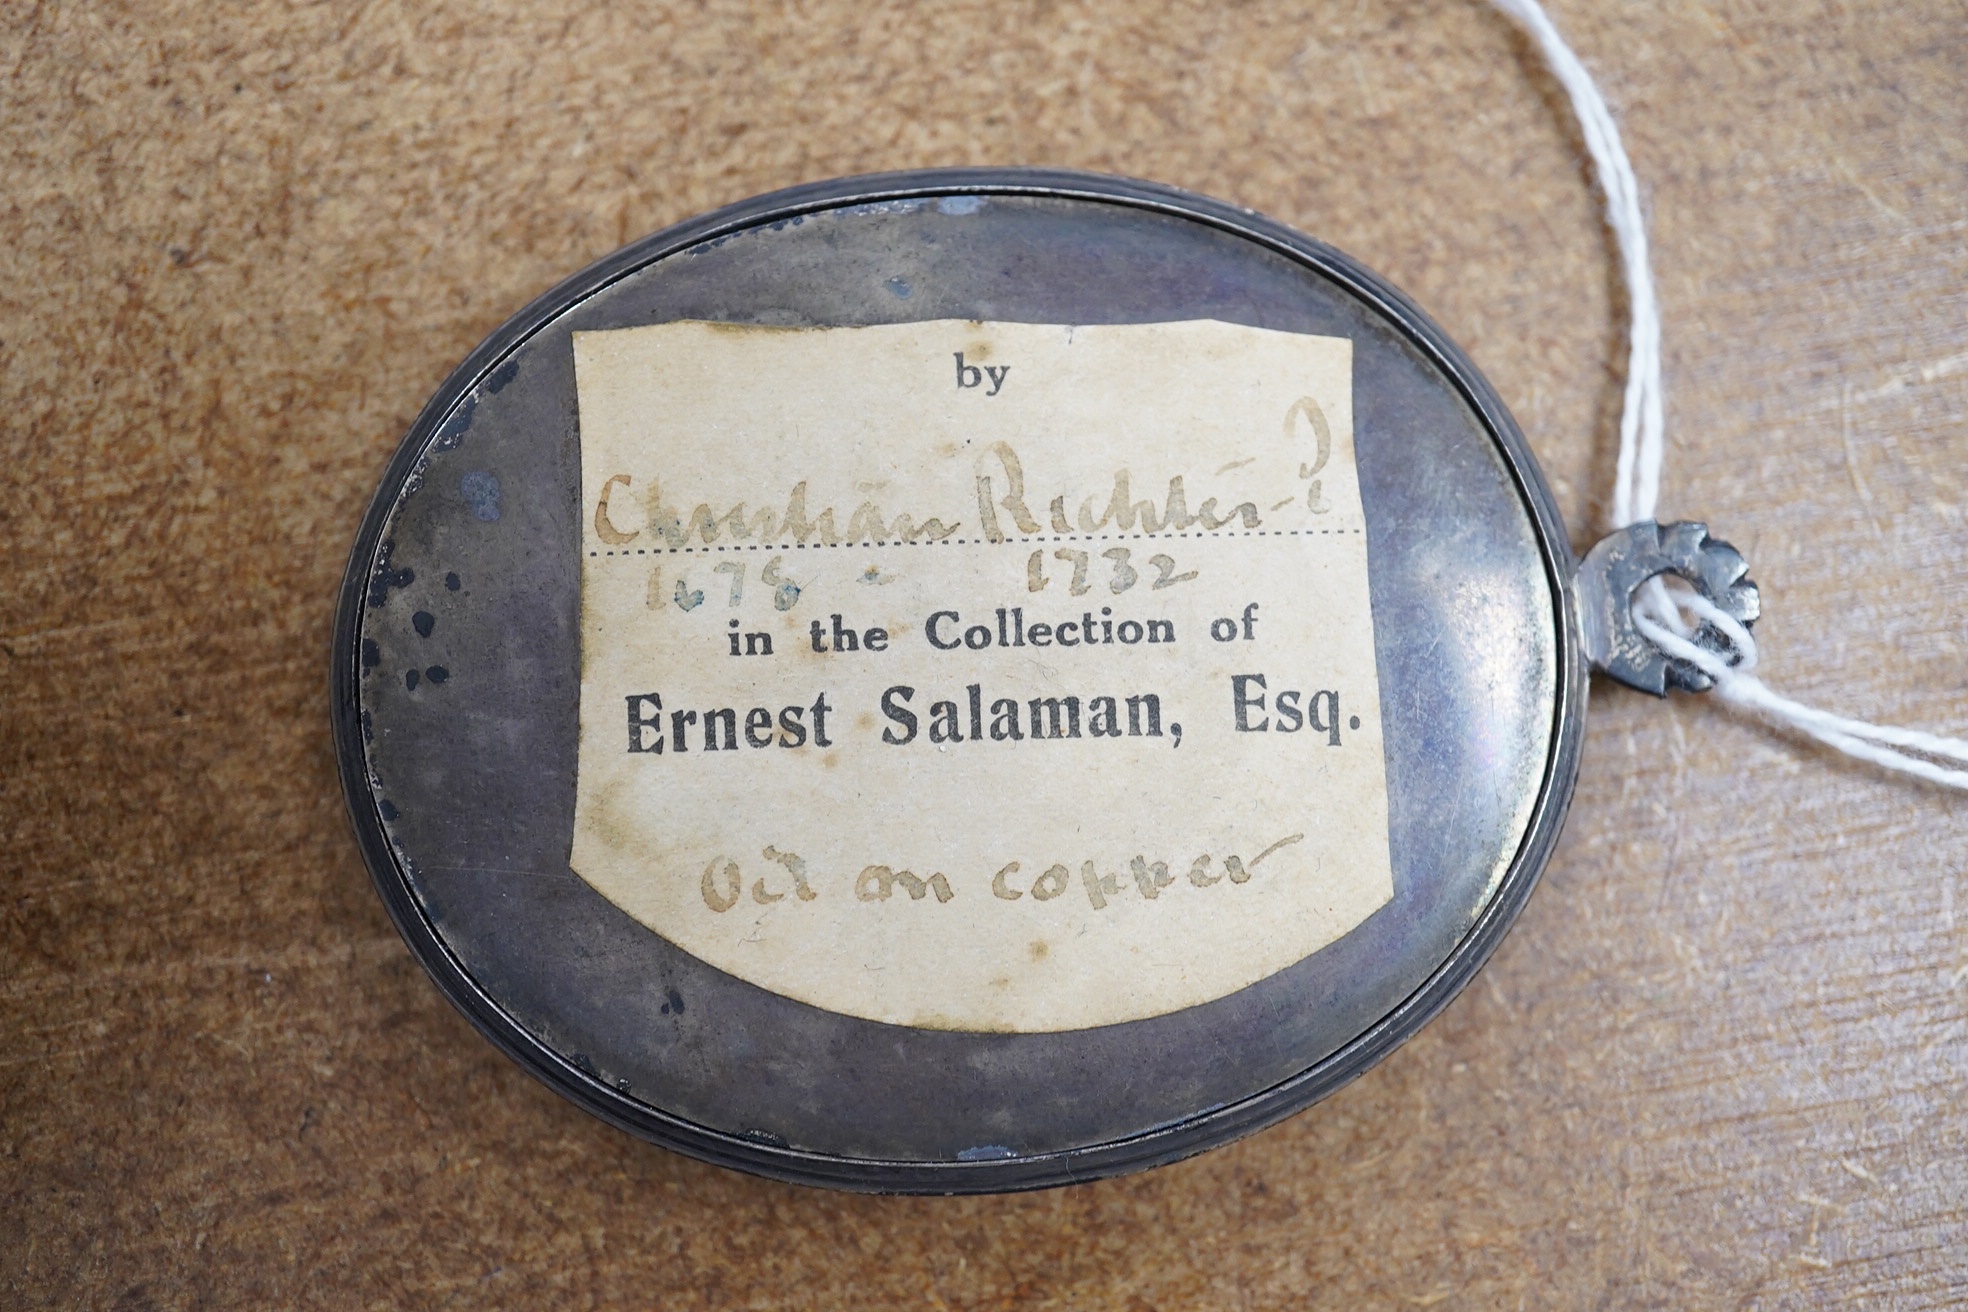 by
Christian Richter - ?
1678 - 1732
in the Collection of
Ernest Salaman, Esq.
Oil on copper